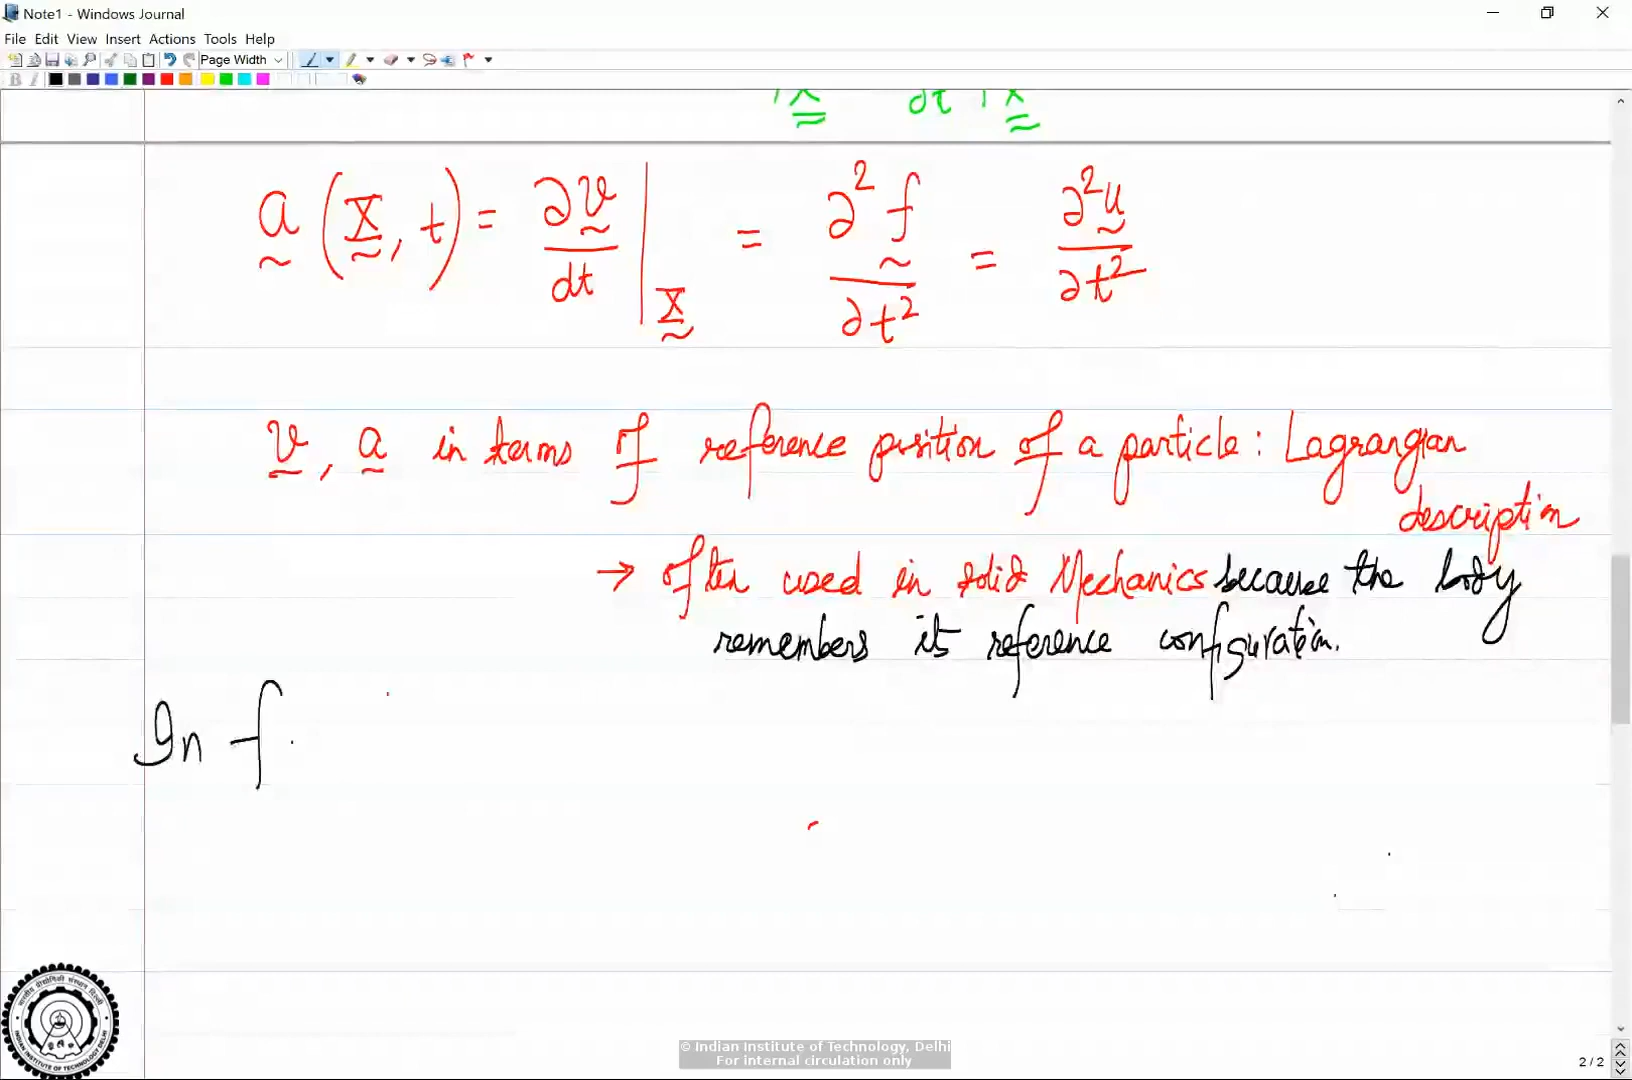 Note1 - Windows Journal
File Edit View Insert Actions Tools Help
Page Width
B I
X ∂t X
a (X, t) = ∂v/dt |X = ∂²f/∂t² = ∂²u/∂t²
v, a in terms of reference position of a particle: Lagrangian
description
→ often used in solid Mechanics because the body
remembers its reference configuration.
In f
© Indian Institute of Technology, Delhi
For internal circulation only
2 / 2